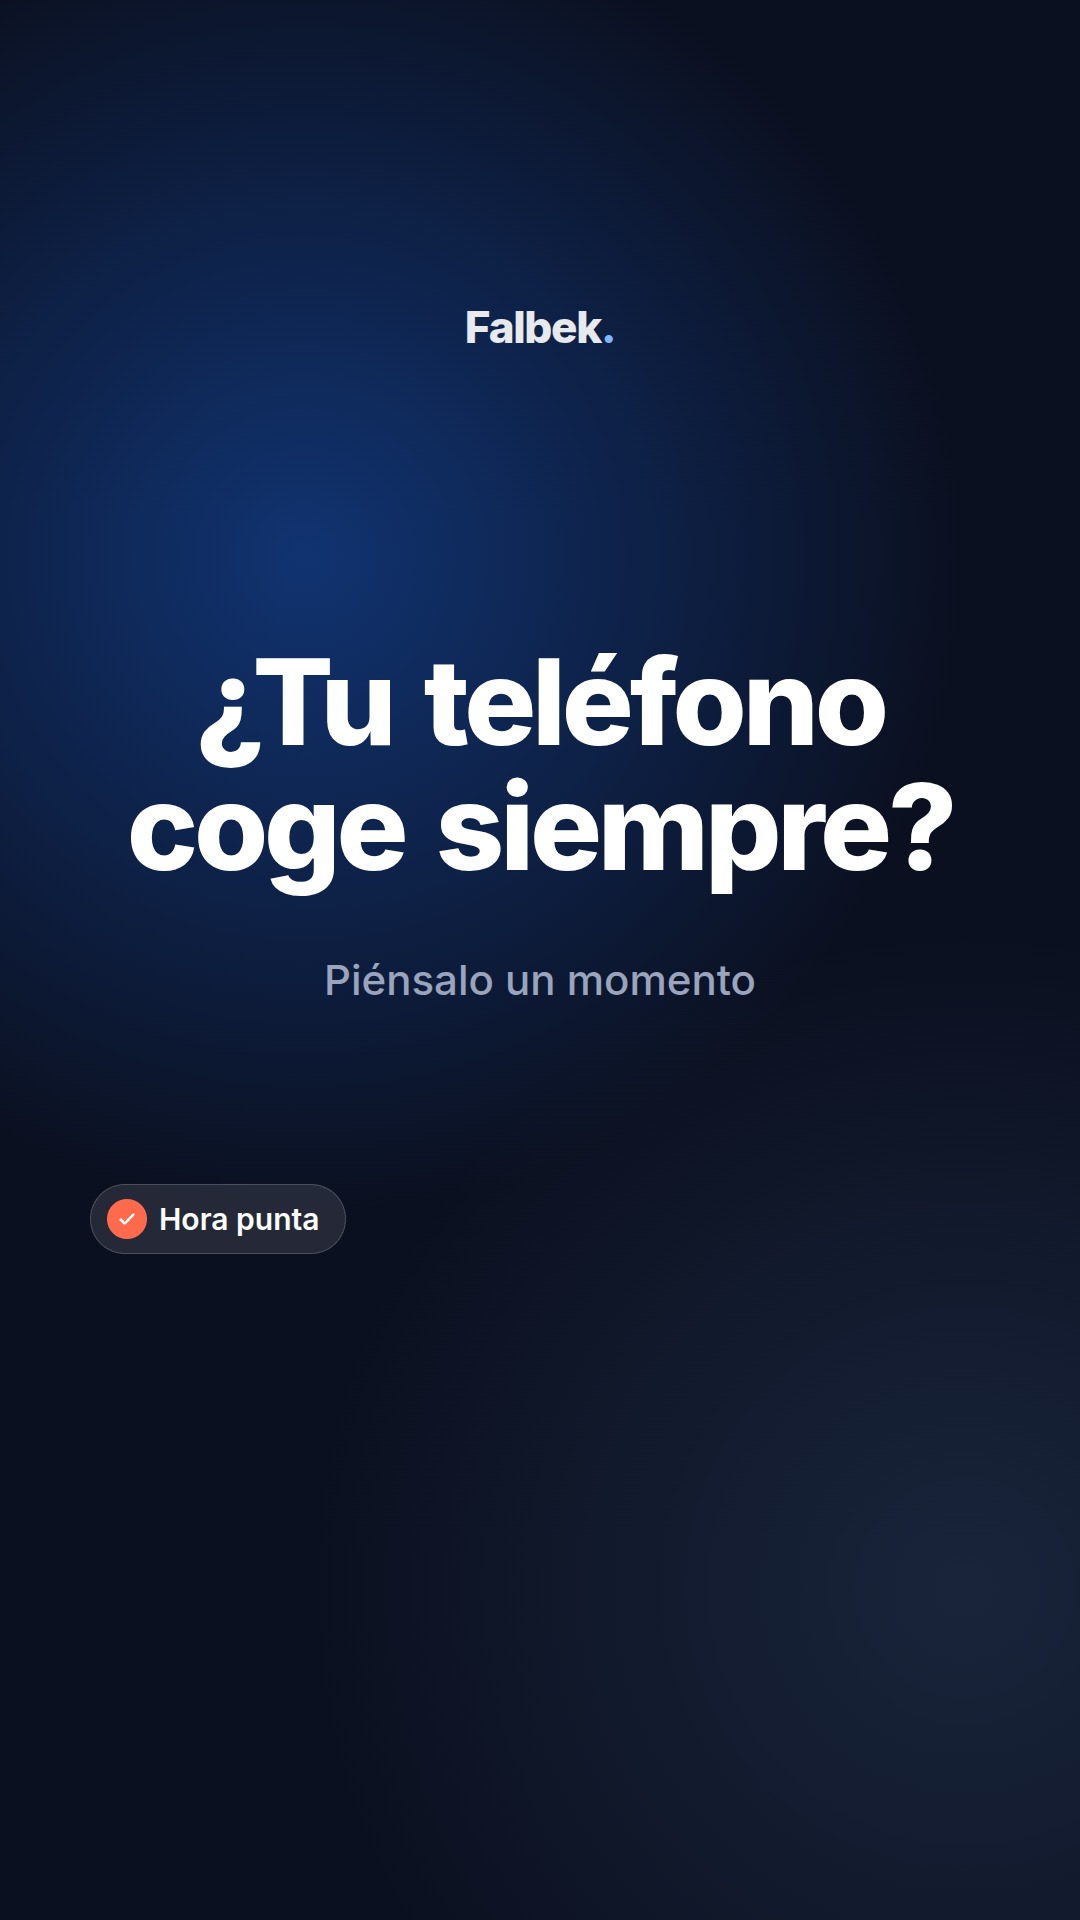 Falbek.
¿Tu teléfono
coge siempre?
Piénsalo un momento
Hora punta